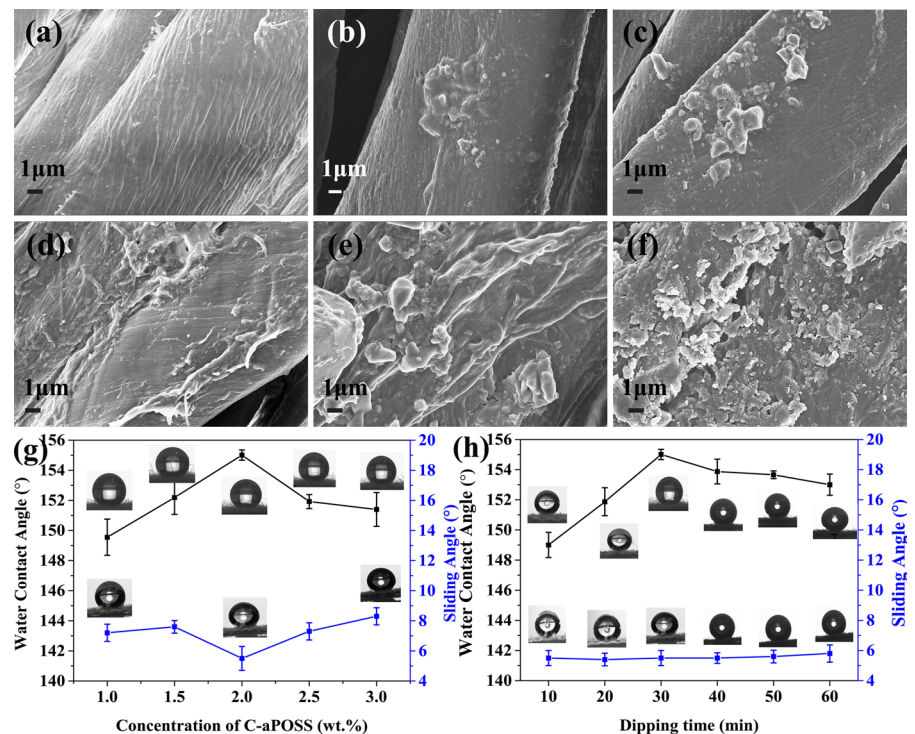 (a) (b) (c)
1μm 1μm 1μm
(d) (e) (f)
1μm 1μm 1μm
(g)
Water Contact Angle (°)
156
154
152
150
148
146
144
142
140
20
18
16
14
12
10
8
6
4
Sliding Angle (°)
1.0 1.5 2.0 2.5 3.0
Concentration of C-aPOSS (wt.%)
(h)
Water Contact Angle (°)
156
154
152
150
148
146
144
142
140
20
18
16
14
12
10
8
6
4
Sliding Angle (°)
10 20 30 40 50 60
Dipping time (min)